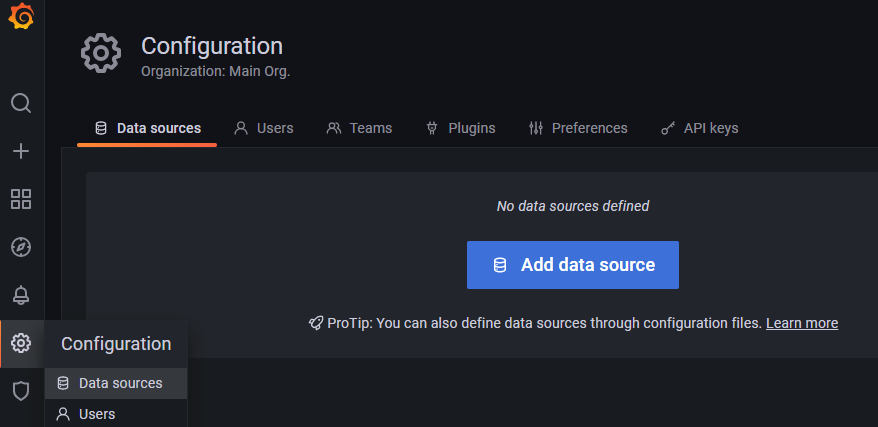 Configuration
Organization: Main Org.
Data sources Users Teams Plugins Preferences API keys
No data sources defined
Add data source
ProTip: You can also define data sources through configuration files. Learn more
Configuration
Data sources
Users